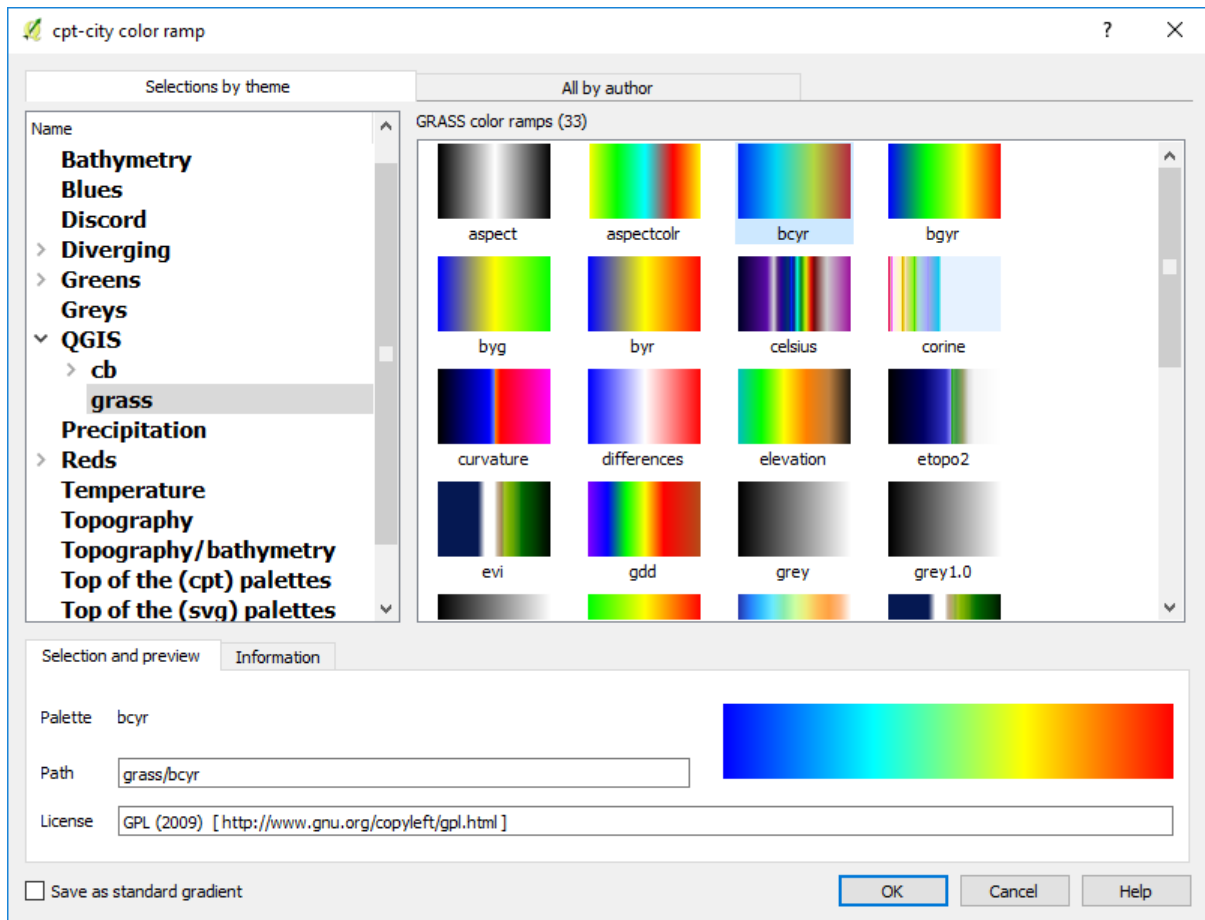 cpt-city color ramp
?
Selections by theme
All by author
Name
Bathymetry
Blues
Discord
Diverging
Greens
Greys
QGIS
cb
grass
Precipitation
Reds
Temperature
Topography
Topography/bathymetry
Top of the (cpt) palettes
Top of the (svg) palettes
GRASS color ramps (33)
aspect aspectcolr bcyr bgyr
byg byr celsius corine
curvature differences elevation etopo2
evi gdd grey grey1.0
Selection and preview Information
Palette bcyr
Path grass/bcyr
License GPL (2009) [ http://www.gnu.org/copyleft/gpl.html ]
Save as standard gradient OK Cancel Help